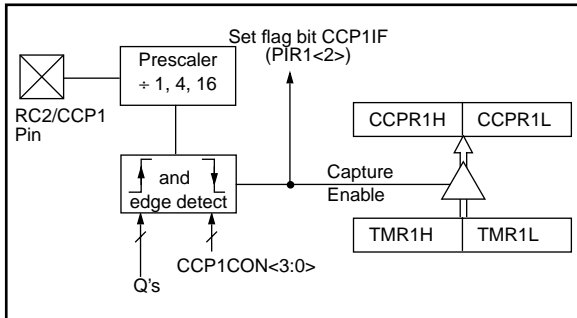 Set flag bit CCP1IF
(PIR1<2>)
Prescaler
÷ 1, 4, 16
RC2/CCP1
Pin
CCPR1H
CCPR1L
and
edge detect
Capture
Enable
TMR1H
TMR1L
CCP1CON<3:0>
Q's